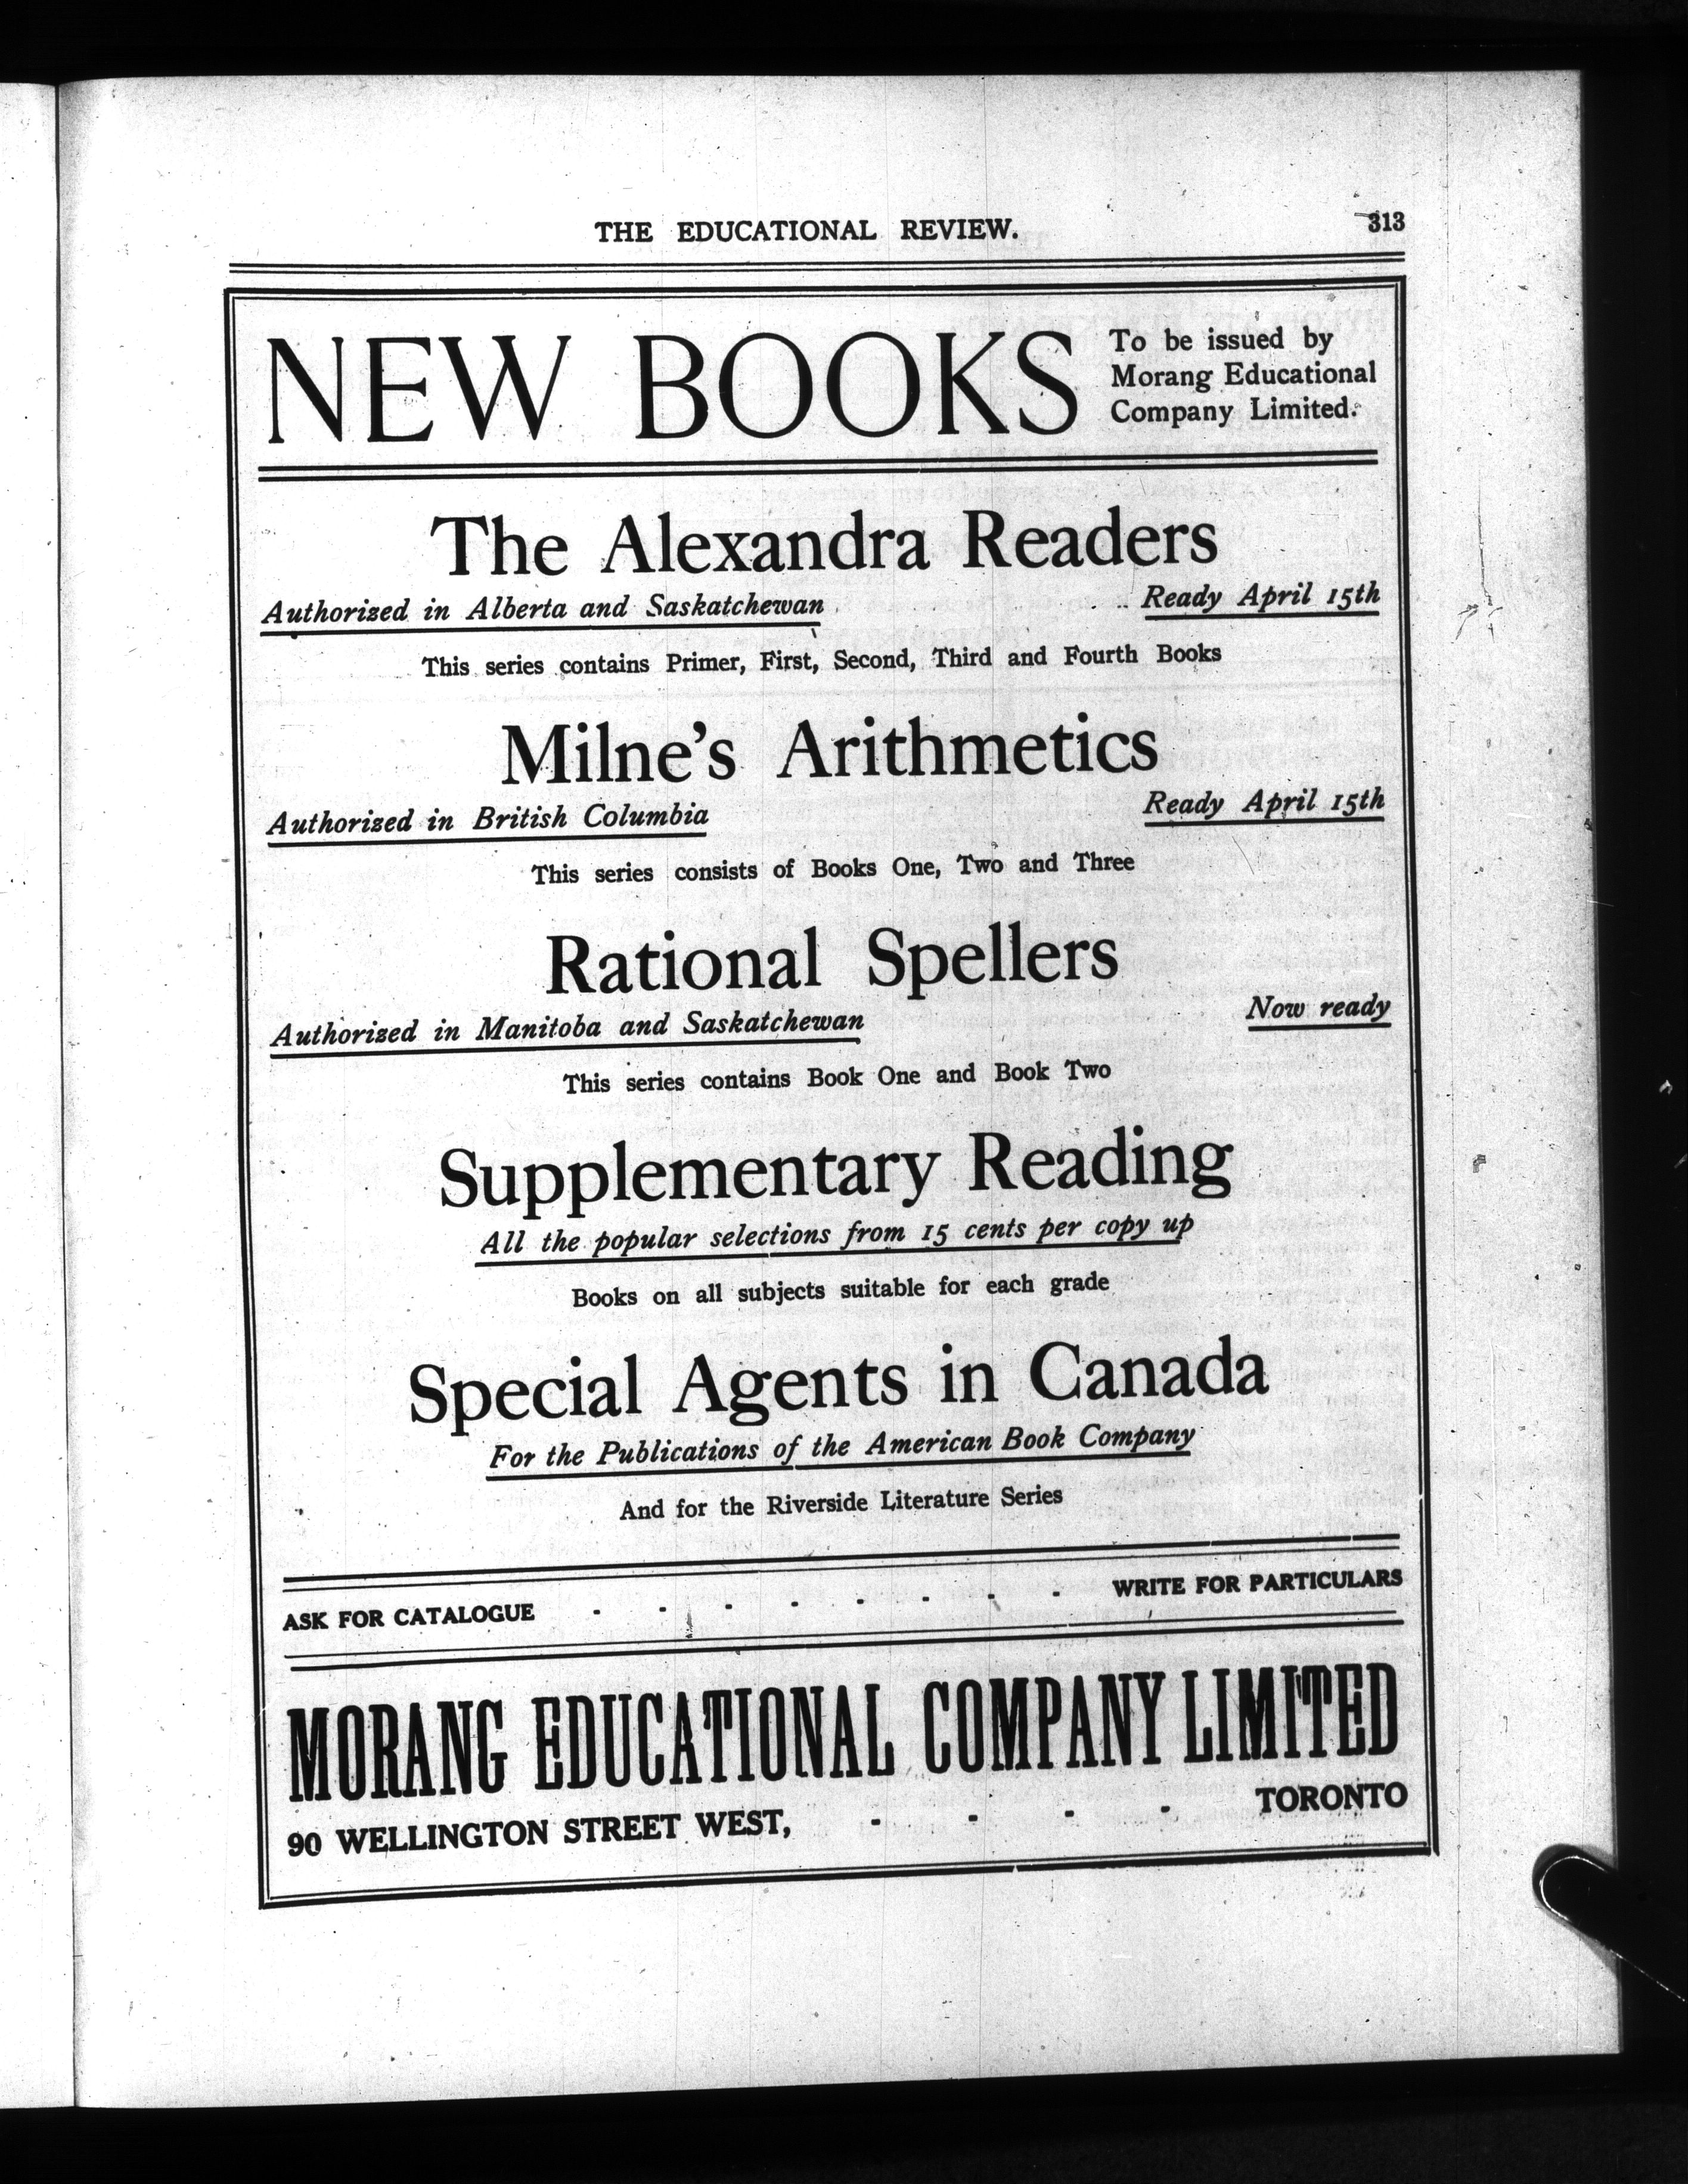 THE EDUCATIONAL REVIEW. 313
NEW BOOKS
To be issued by
Morang Educational
Company Limited.
The Alexandra Readers
Authorized in Alberta and Saskatchewan Ready April 15th
This series contains Primer, First, Second, Third and Fourth Books
Milne's Arithmetics
Authorized in British Columbia Ready April 15th
This series consists of Books One, Two and Three
Rational Spellers
Authorized in Manitoba and Saskatchewan Now ready
This series contains Book One and Book Two
Supplementary Reading
All the popular selections from 15 cents per copy up
Books on all subjects suitable for each grade
Special Agents in Canada
For the Publications of the American Book Company
And for the Riverside Literature Series
ASK FOR CATALOGUE - - - - - - - - WRITE FOR PARTICULARS
MORANG EDUCATIONAL COMPANY LIMITED
90 WELLINGTON STREET WEST, - - - - TORONTO